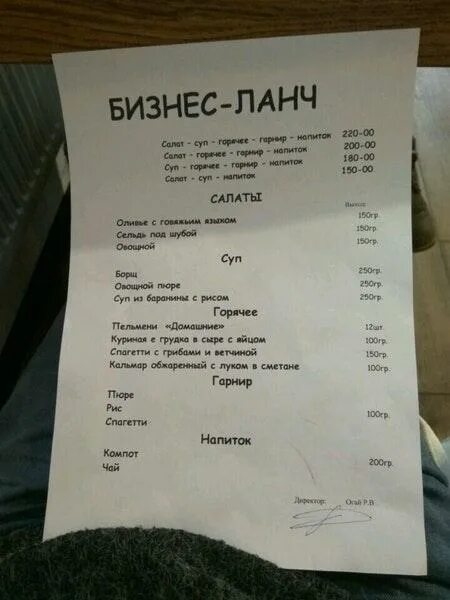 БИЗНЕС-ЛАНЧ
Салат - суп - горячее - гарнир - напиток 220-00
Салат - горячее - гарнир - напиток 200-00
Суп - горячее - гарнир - напиток 180-00
Салат - суп - напиток 150-00
САЛАТЫ
Выход:
Оливье с говяжьим языком 150гр.
Сельдь под шубой 150гр.
Овощной 150гр.
Суп
Борщ 250гр.
Овощной пюре 250гр.
Суп из баранины с рисом 250гр.
Горячее
Пельмени «Домашние» 12шт.
Куриная е грудка в сыре с яйцом 100гр.
Спагетти с грибами и ветчиной 150гр.
Кальмар обжаренный с луком в сметане 100гр.
Гарнир
Пюре
Рис 100гр.
Спагетти
Напиток
Компот
Чай 200гр.
Директор: Огай Р.В